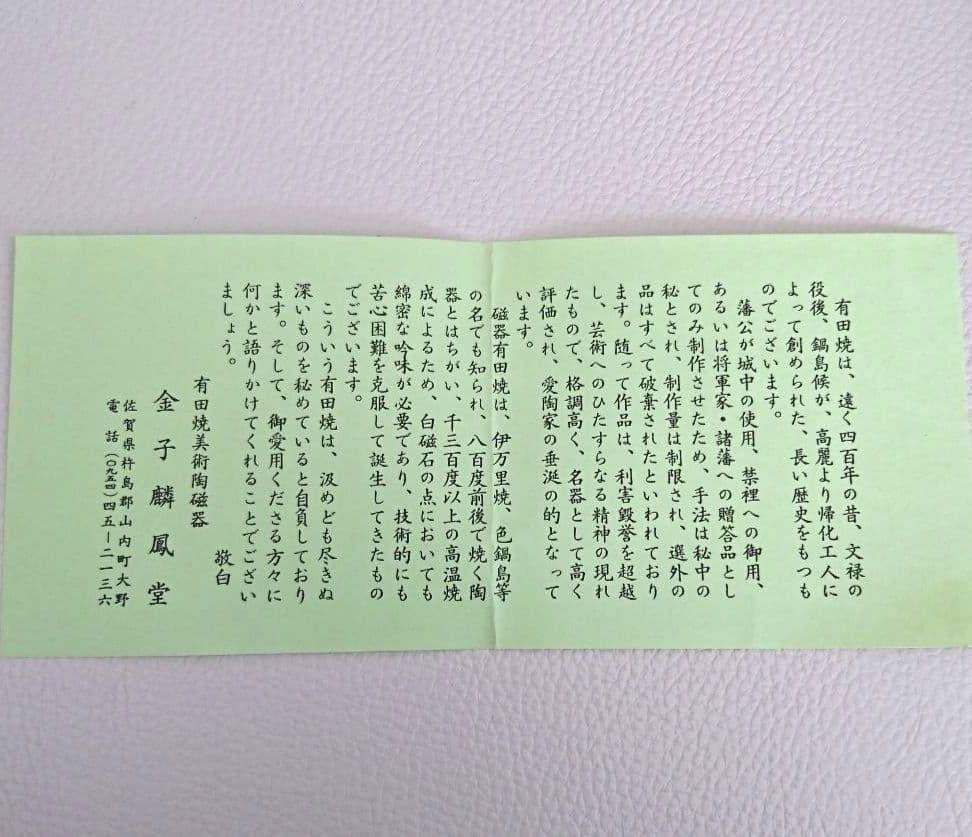 有田焼は、遠く四百年の昔、文禄の
役後、鍋島候が、高麗より帰化工人に
よって創められた、長い歴史をもつも
のでございます。
藩公が城中の使用、禁裡への御用、
あるいは将軍家・諸藩への贈答品とし
てのみ制作させたため、手法は秘中の
秘とされ、制作量は制限され、選外の
品はすべて破棄されたといわれており
ます。随って作品は、利害毀誉を超越
し、芸術へのひたすらなる精神の現れ
たもので、格調高く、名器として高く
評価され、愛陶家の垂涎の的となって
います。
磁器有田焼は、伊万里焼、色鍋島等
の名でも知られ、八百度前後で焼く陶
器とはちがい、千三百度以上の高温焼
成によるため、白磁石の点においても
綿密な吟味が必要であり、技術的にも
苦心困難を克服して誕生してきたもの
でございます。
こういう有田焼は、汲めども尽きぬ
深いものを秘めていると自負しており
ます。そして、御愛用くださる方々に
何かと語りかけてくれることでござい
ましょう。
敬白
有田焼美術陶磁器
金子麟鳳堂
佐賀県杵島郡山内町大野
電話(〇九五四)四五―二一三六